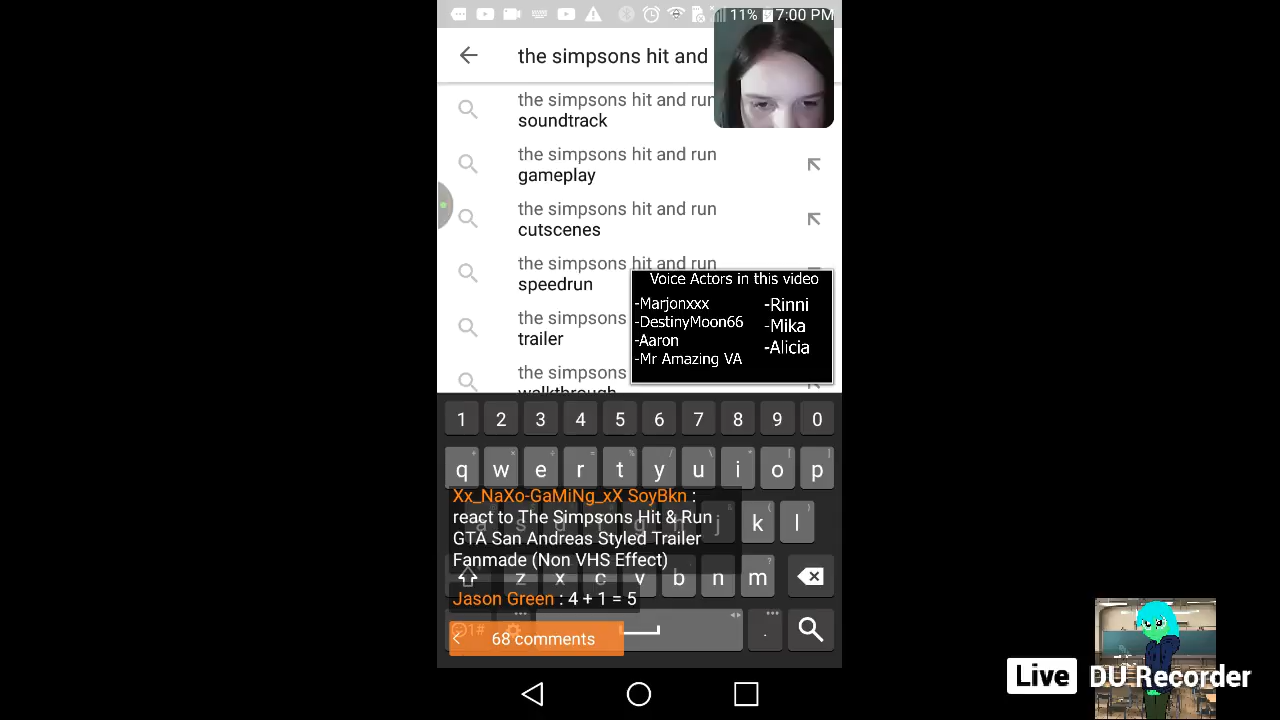 11% 7:00 PM
the simpsons hit and
the simpsons hit and run
soundtrack
the simpsons hit and run
gameplay
the simpsons hit and run
cutscenes
the simpsons hit and run
speedrun
the simpsons
trailer
the simpsons
walkthrough
Voice Actors in this video
-Marjonxxx
-DestinyMoon66
-Aaron
-Mr Amazing VA
-Rinni
-Mika
-Alicia
1 2 3 4 5 6 7 8 9 0
q w e r t y u i o p
a s d f g h j k l
z x c v b n m
Xx_NaXo-GaMiNg_xX SoyBkn :
react to The Simpsons Hit & Run
GTA San Andreas Styled Trailer
Fanmade (Non VHS Effect)
Jason Green : 4 + 1 = 5
68 comments
Live DU Recorder